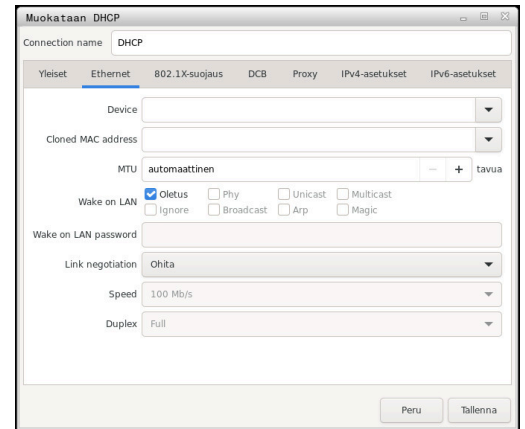 Muokataan DHCP
Connection name DHCP
Yleiset Ethernet 802.1X-suojaus DCB Proxy IPv4-asetukset IPv6-asetukset
Device
Cloned MAC address
MTU automaattinen − + tavua
Wake on LAN
Oletus Phy Unicast Multicast
Ignore Broadcast Arp Magic
Wake on LAN password
Link negotiation Ohita
Speed 100 Mb/s
Duplex Full
Peru Tallenna